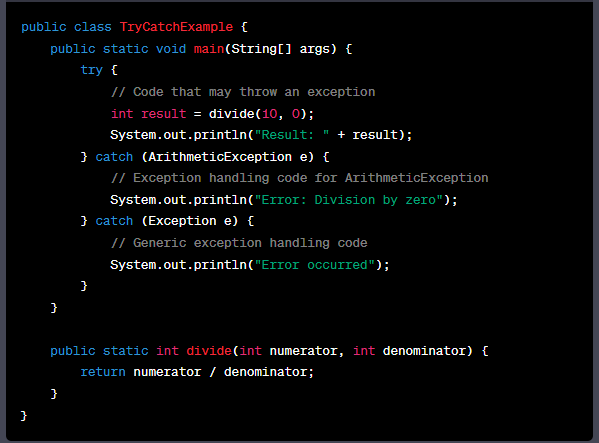 public class TryCatchExample {
    public static void main(String[] args) {
        try {
            // Code that may throw an exception
            int result = divide(10, 0);
            System.out.println("Result: " + result);
        } catch (ArithmeticException e) {
            // Exception handling code for ArithmeticException
            System.out.println("Error: Division by zero");
        } catch (Exception e) {
            // Generic exception handling code
            System.out.println("Error occurred");
        }
    }

    public static int divide(int numerator, int denominator) {
        return numerator / denominator;
    }
}